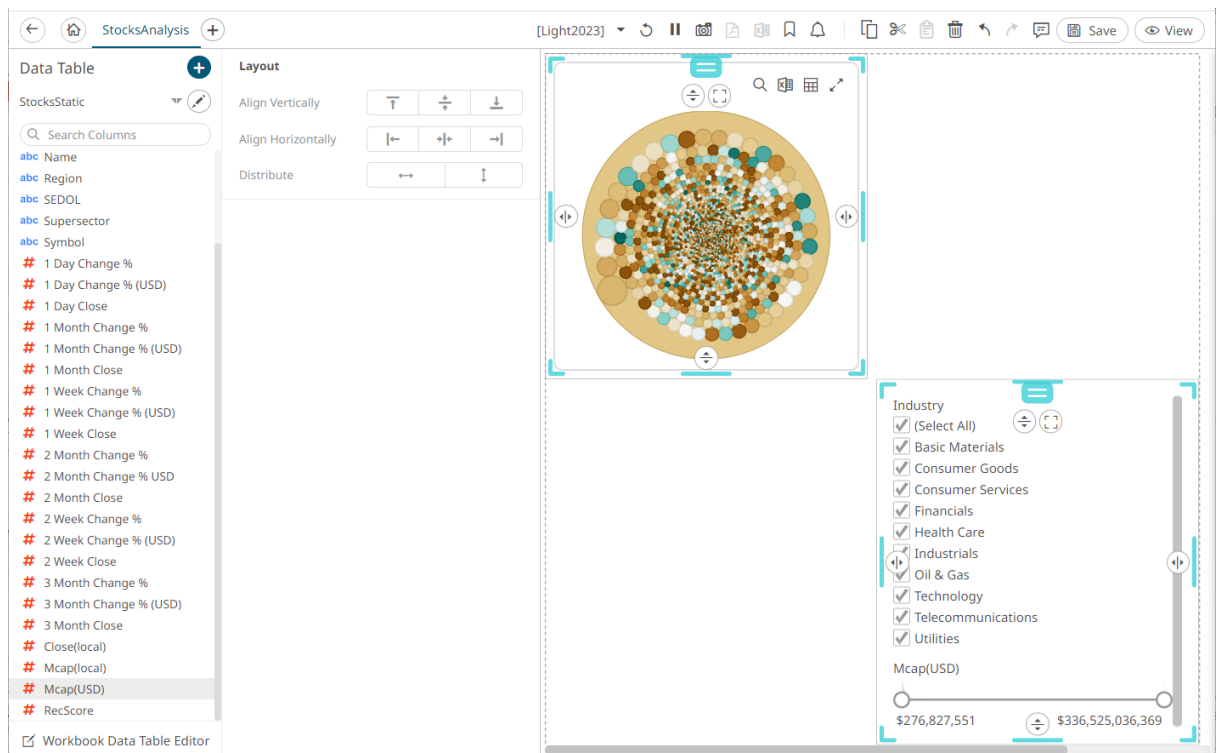 StocksAnalysis
[Light2023]
Save
View
Data Table
StocksStatic
Search Columns
abc Name
abc Region
abc SEDOL
abc Supersector
abc Symbol
# 1 Day Change %
# 1 Day Change % (USD)
# 1 Day Close
# 1 Month Change %
# 1 Month Change % (USD)
# 1 Month Close
# 1 Week Change %
# 1 Week Change % (USD)
# 1 Week Close
# 2 Month Change %
# 2 Month Change % USD
# 2 Month Close
# 2 Week Change %
# 2 Week Change % (USD)
# 2 Week Close
# 3 Month Change %
# 3 Month Change % (USD)
# 3 Month Close
# Close(local)
# Mcap(local)
# Mcap(USD)
# RecScore
Workbook Data Table Editor
Layout
Align Vertically
Align Horizontally
Distribute
Industry
(Select All)
Basic Materials
Consumer Goods
Consumer Services
Financials
Health Care
Industrials
Oil & Gas
Technology
Telecommunications
Utilities
Mcap(USD)
$276,827,551
$336,525,036,369